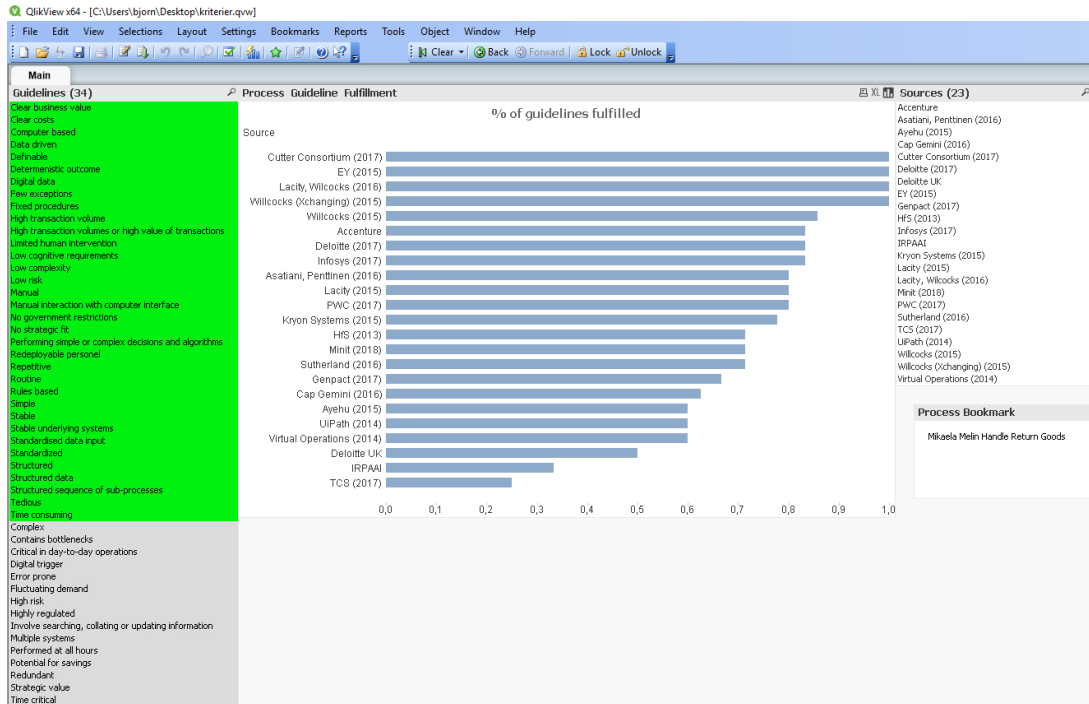 QlikView x64 - [C:\Users\bjorn\Desktop\kriterier.qvw]
File Edit View Selections Layout Settings Bookmarks Reports Tools Object Window Help
Clear Back Forward Lock Unlock
Main
Guidelines (34)
Clear business value
Clear costs
Computer based
Data driven
Definable
Determenistic outcome
Digital data
Few exceptions
Fixed procedures
High transaction volume
High transaction volumes or high value of transactions
Limited human intervention
Low cognitive requirements
Low complexity
Low risk
Manual
Manual interaction with computer interface
No government restrictions
No strategic fit
Performing simple or complex decisions and algorithms
Redeployable personel
Repetitive
Routine
Rules based
Simple
Stable
Stable underlying systems
Standardised data input
Standardized
Structured
Structured data
Structured sequence of sub-processes
Tedious
Time consuming
Complex
Contains bottlenecks
Critical in day-to-day operations
Digital trigger
Error prone
Fluctuating demand
High risk
Highly regulated
Involve searching, collating or updating information
Multiple systems
Performed at all hours
Potential for savings
Redundant
Strategic value
Time critical
Process Guideline Fulfillment
XL
% of guidelines fulfilled
Source
Cutter Consortium (2017)
EY (2015)
Lacity, Wilcocks (2016)
Willcocks (Xchanging) (2015)
Willcocks (2015)
Accenture
Deloitte (2017)
Infosys (2017)
Asatiani, Penttinen (2016)
Lacity (2015)
PWC (2017)
Kryon Systems (2015)
HfS (2013)
Minit (2018)
Sutherland (2016)
Genpact (2017)
Cap Gemini (2016)
Ayehu (2015)
UiPath (2014)
Virtual Operations (2014)
Deloitte UK
IRPAAI
TCS (2017)
0,0 0,1 0,2 0,3 0,4 0,5 0,6 0,7 0,8 0,9 1,0
Sources (23)
Accenture
Asatiani, Penttinen (2016)
Ayehu (2015)
Cap Gemini (2016)
Cutter Consortium (2017)
Deloitte (2017)
Deloitte UK
EY (2015)
Genpact (2017)
HfS (2013)
Infosys (2017)
IRPAAI
Kryon Systems (2015)
Lacity (2015)
Lacity, Wilcocks (2016)
Minit (2018)
PWC (2017)
Sutherland (2016)
TCS (2017)
UiPath (2014)
Willcocks (2015)
Willcocks (Xchanging) (2015)
Virtual Operations (2014)
Process Bookmark
Mikaela Melin Handle Return Goods